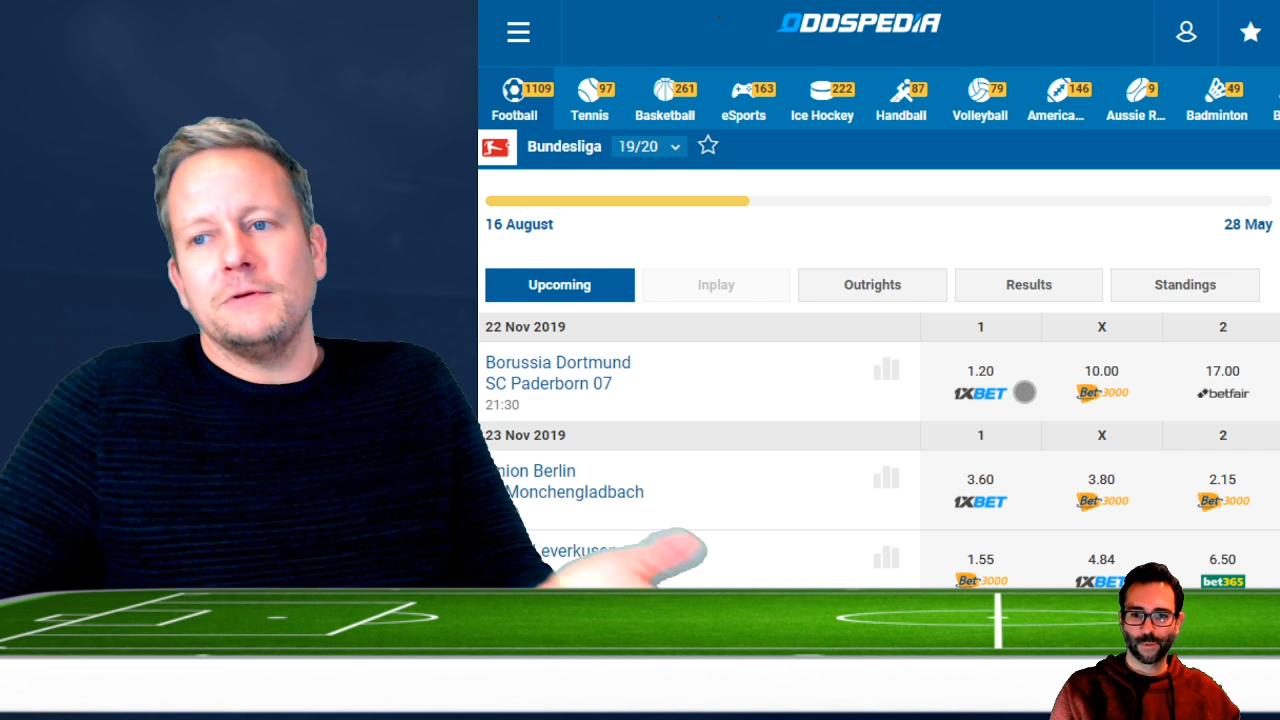 ODDSPEDIA
1109 97 261 163 222 87 79 146 9 49
Football Tennis Basketball eSports Ice Hockey Handball Volleyball America... Aussie R... Badminton B
Bundesliga 19/20
16 August 28 May
Upcoming Inplay Outrights Results Standings
22 Nov 2019 1 X 2
Borussia Dortmund
SC Paderborn 07
21:30
1.20 10.00 17.00
1XBET Bet3000 betfair
23 Nov 2019 1 X 2
nion Berlin
Monchengladbach
3.60 3.80 2.15
1XBET Bet3000 Bet3000
Leverkusen
1.55 4.84 6.50
Bet3000 1XBET bet365